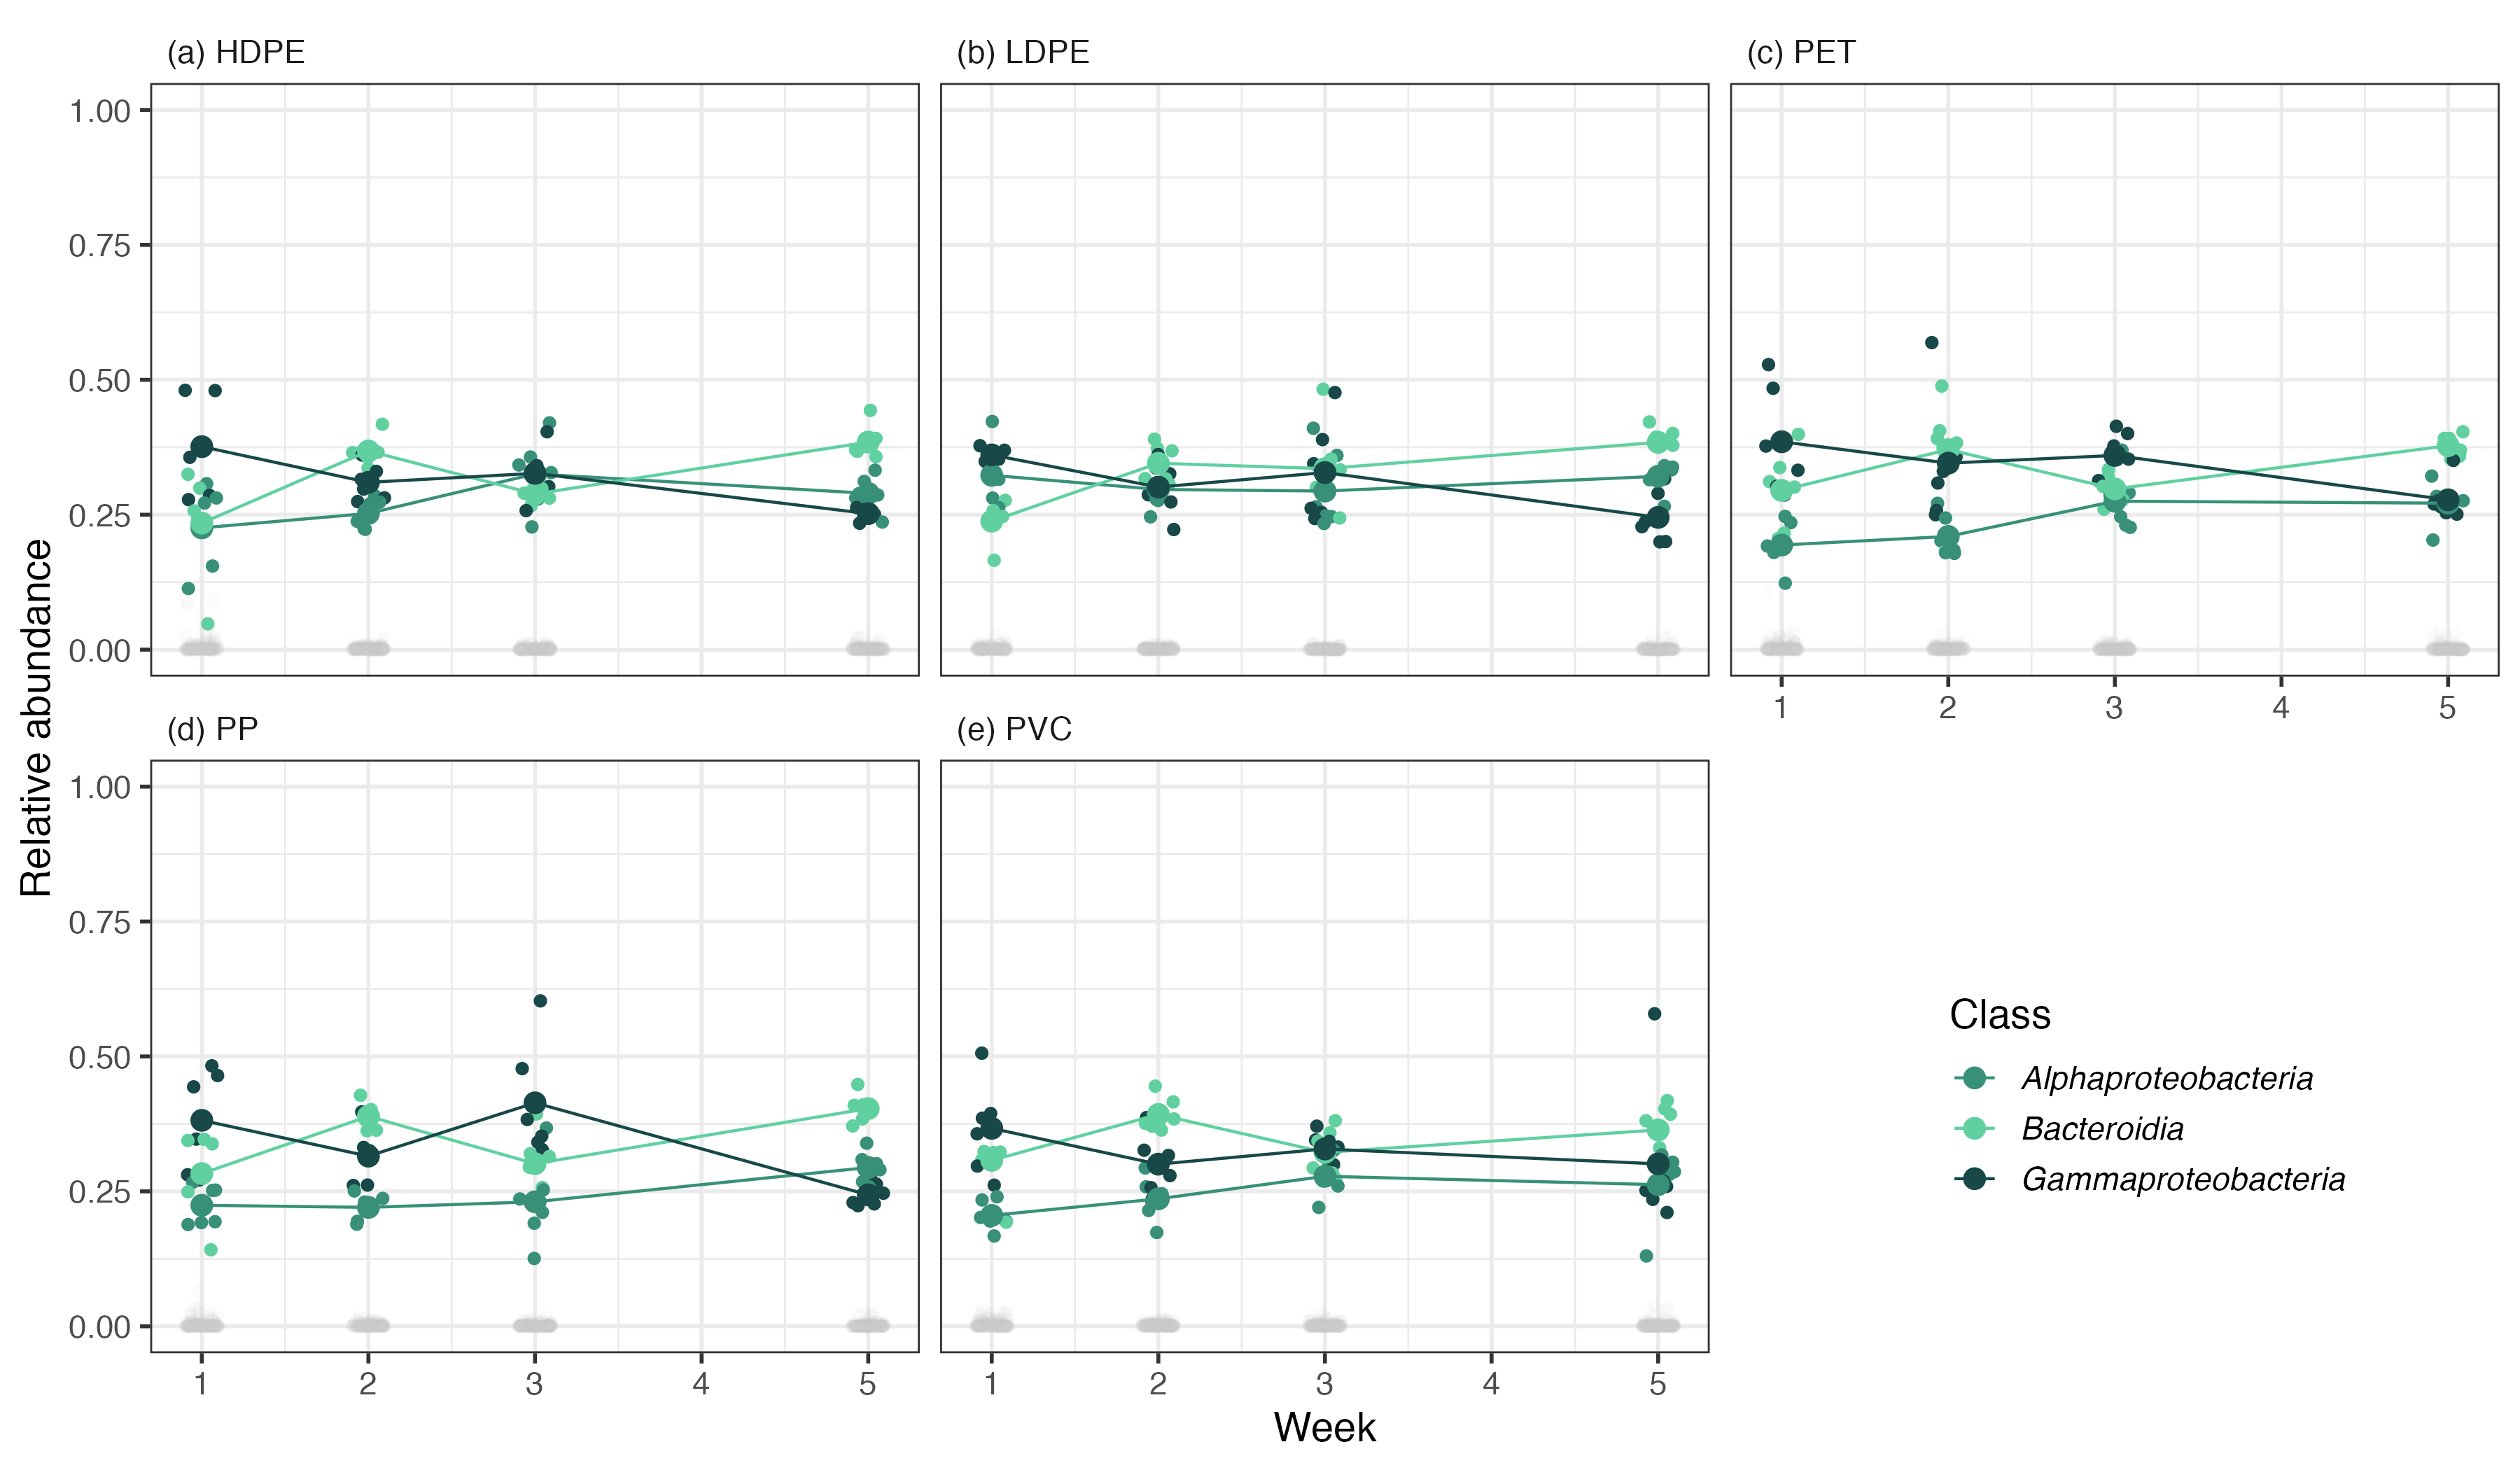 (a) HDPE
(b) LDPE
(c) PET
1.00
0.75
0.50
0.25
0.00
1 2 3 4 5
(d) PP
(e) PVC
1.00
0.75
0.50
0.25
0.00
1 2 3 4 5
1 2 3 4 5
Relative abundance
Week
Class
Alphaproteobacteria
Bacteroidia
Gammaproteobacteria